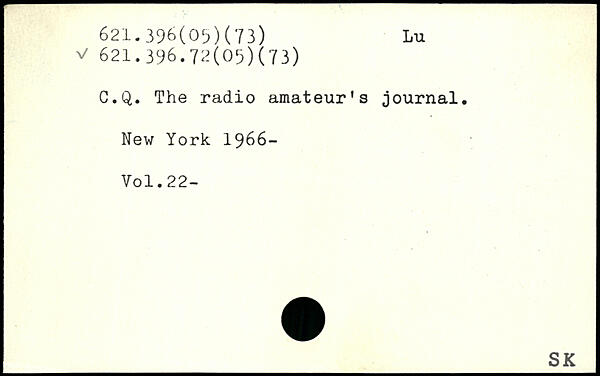 621.396(05)(73) Lu
✓ 621.396.72(05)(73)
C.Q. The radio amateur's journal.
New York 1966-
Vol.22-
SK